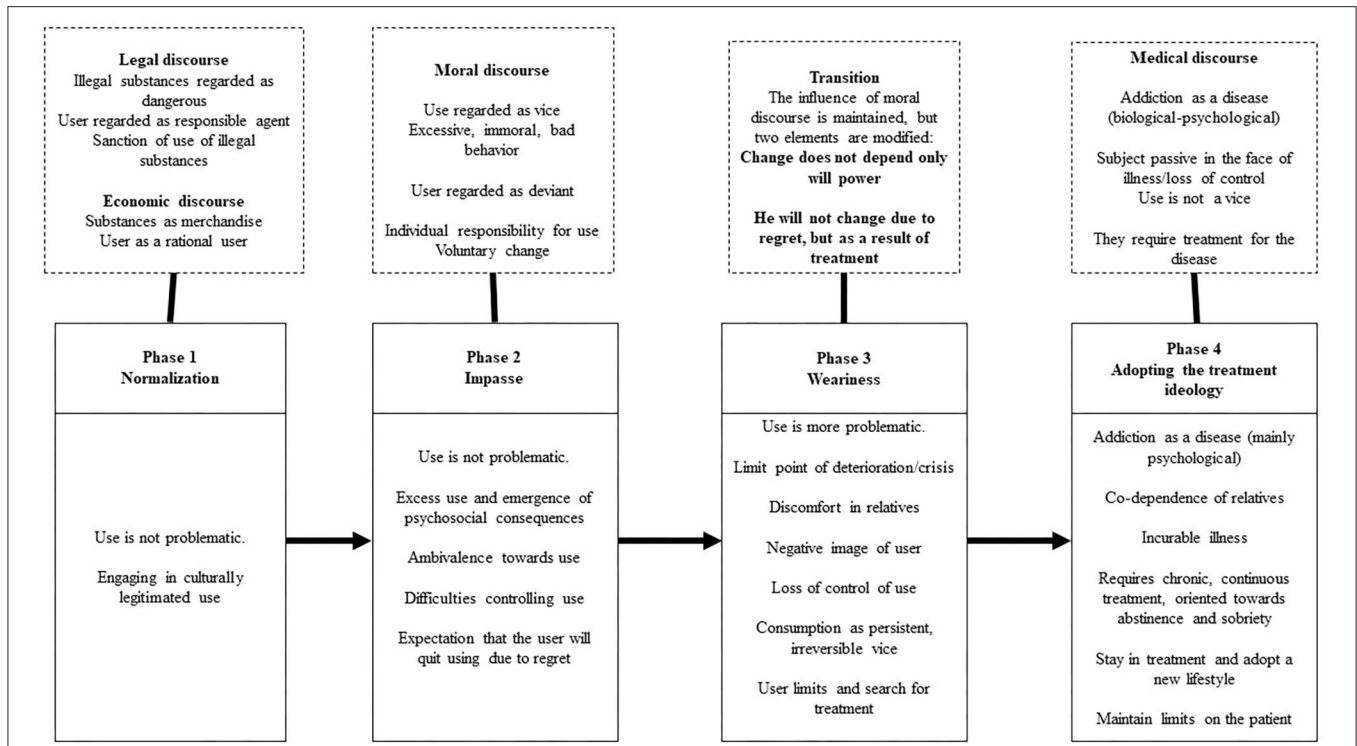 Legal discourse
Illegal substances regarded as
dangerous
User regarded as responsible agent
Sanction of use of illegal
substances
Economic discourse
Substances as merchandise
User as a rational user
Moral discourse
Use regarded as vice
Excessive, immoral, bad
behavior
User regarded as deviant
Individual responsibility for use
Voluntary change
Transition
The influence of moral
discourse is maintained, but
two elements are modified:
Change does not depend only
will power
He will not change due to
regret, but as a result of
treatment
Medical discourse
Addiction as a disease
(biological-psychological)
Subject passive in the face of
illness/loss of control
Use is not a vice
They require treatment for the
disease
Phase 1
Normalization
Use is not problematic.
Engaging in culturally
legitimated use
Phase 2
Impasse
Use is not problematic.
Excess use and emergence of
psychosocial consequences
Ambivalence towards use
Difficulties controlling use
Expectation that the user will
quit using due to regret
Phase 3
Weariness
Use is more problematic.
Limit point of deterioration/crisis
Discomfort in relatives
Negative image of user
Loss of control of use
Consumption as persistent,
irreversible vice
User limits and search for
treatment
Phase 4
Adopting the treatment
ideology
Addiction as a disease (mainly
psychological)
Co-dependence of relatives
Incurable illness
Requires chronic, continuous
treatment, oriented towards
abstinence and sobriety
Stay in treatment and adopt a
new lifestyle
Maintain limits on the patient